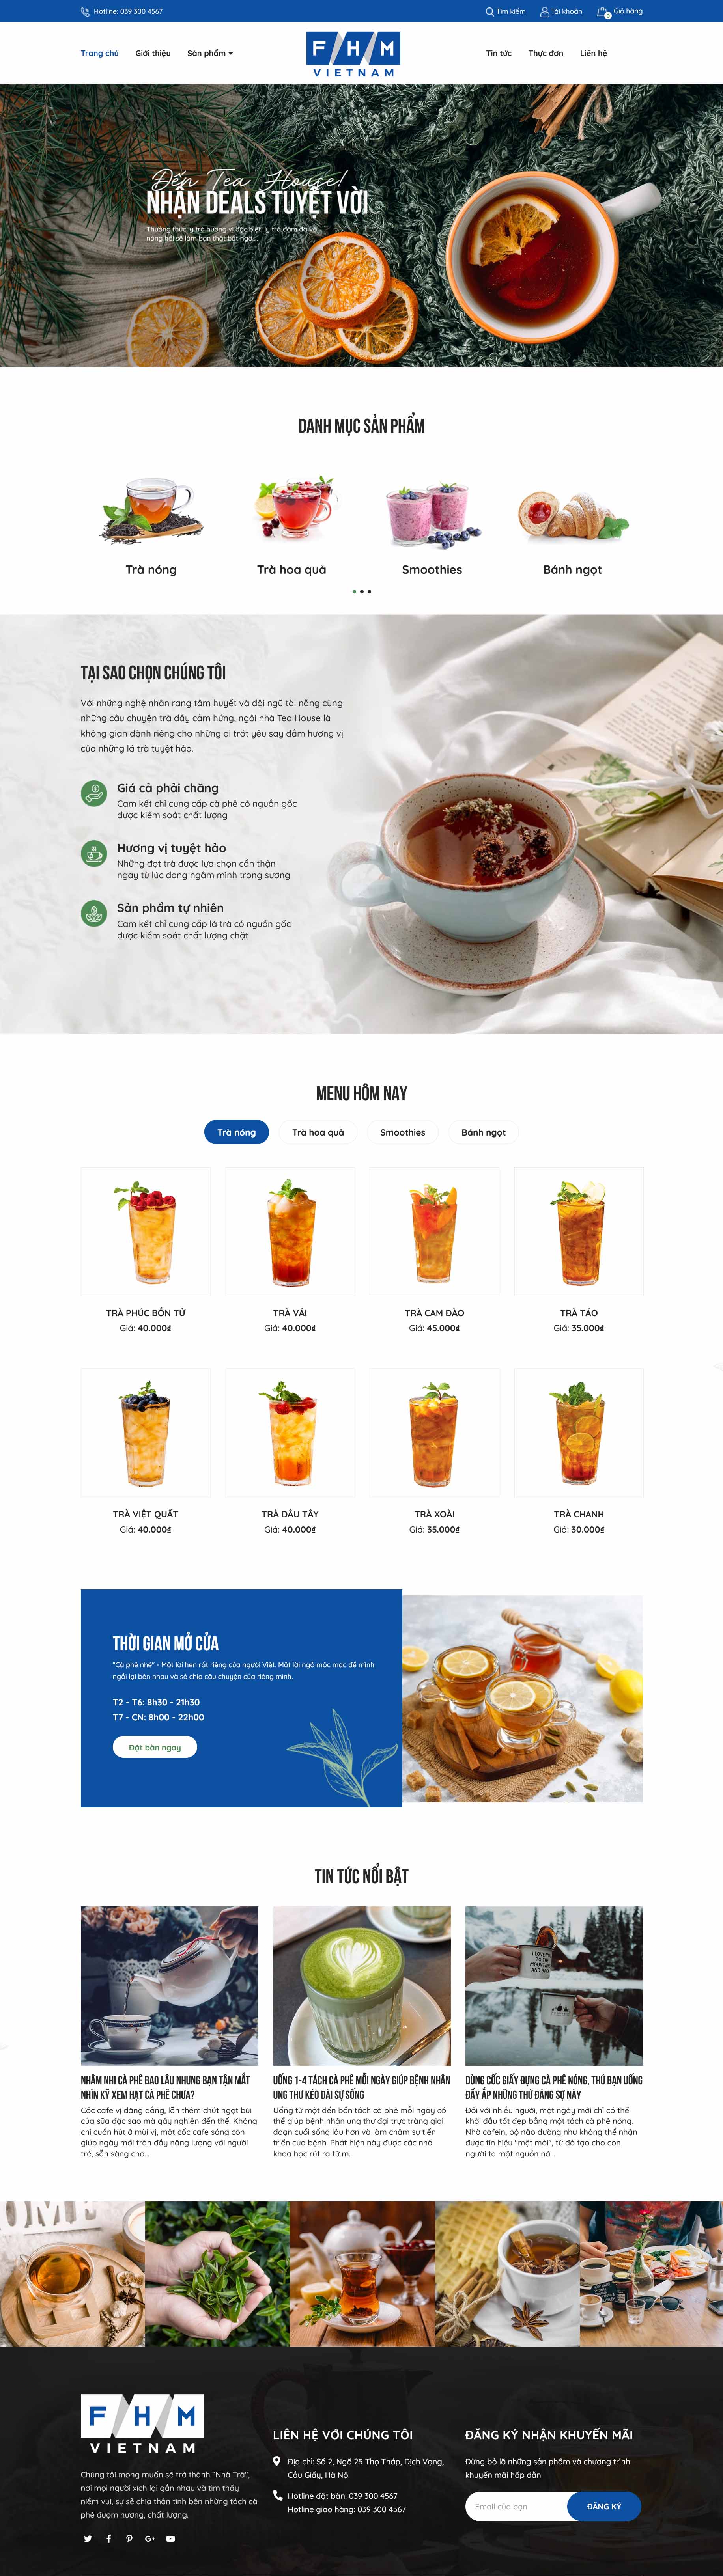 Hotline: 039 300 4567
Tìm kiếm
Tài khoản
0
Giỏ hàng
Trang chủ
Giới thiệu
Sản phẩm
FHM
VIETNAM
Tin tức
Thực đơn
Liên hệ
Đến Tea House!
NHẬN DEALS TUYỆT VỜI
Thưởng thức ly trà hương vị đặc biệt, ly trà đậm đà và
nóng hổi sẽ làm bạn thật bất ngờ...
DANH MỤC SẢN PHẨM
Trà nóng
Trà hoa quả
Smoothies
Bánh ngọt
TẠI SAO CHỌN CHÚNG TÔI
Với những nghệ nhân rang tâm huyết và đội ngũ tài năng cùng
những câu chuyện trà đầy cảm hứng, ngôi nhà Tea House là
không gian dành riêng cho những ai trót yêu say đắm hương vị
của những lá trà tuyệt hảo.
Giá cả phải chăng
Cam kết chỉ cung cấp cà phê có nguồn gốc
được kiểm soát chất lượng
Hương vị tuyệt hảo
Những đọt trà được lựa chọn cẩn thận
ngay từ lúc đang ngâm mình trong sương
Sản phẩm tự nhiên
Cam kết chỉ cung cấp lá trà có nguồn gốc
được kiểm soát chất lượng chặt
MENU HÔM NAY
Trà nóng
Trà hoa quả
Smoothies
Bánh ngọt
TRÀ PHÚC BỒN TỬ
Giá: 40.000₫
TRÀ VẢI
Giá: 40.000₫
TRÀ CAM ĐÀO
Giá: 45.000₫
TRÀ TÁO
Giá: 35.000₫
TRÀ VIỆT QUẤT
Giá: 40.000₫
TRÀ DÂU TÂY
Giá: 40.000₫
TRÀ XOÀI
Giá: 35.000₫
TRÀ CHANH
Giá: 30.000₫
THỜI GIAN MỞ CỬA
"Cà phê nhé" - Một lời hẹn rất riêng của người Việt. Một lời ngỏ mộc mạc để mình
ngồi lại bên nhau và sẻ chia câu chuyện của riêng mình.
T2 - T6: 8h30 - 21h30
T7 - CN: 8h00 - 22h00
Đặt bàn ngay
TIN TỨC NỔI BẬT
NHÂM NHI CÀ PHÊ BAO LÂU NHƯNG BẠN TẬN MẮT
NHÌN KỸ XEM HẠT CÀ PHÊ CHƯA?
Cốc cafe vị đăng đắng, lẫn thêm chút ngọt bùi
của sữa đặc sao mà gây nghiện đến thế. Không
chỉ cuốn hút ở mùi vị, một cốc cafe sáng còn
giúp ngày mới tràn đầy năng lượng với người
trẻ, sẵn sàng cho...
UỐNG 1-4 TÁCH CÀ PHÊ MỖI NGÀY GIÚP BỆNH NHÂN
UNG THƯ KÉO DÀI SỰ SỐNG
Uống từ một đến bốn tách cà phê mỗi ngày có
thể giúp bệnh nhân ung thư đại trực tràng giai
đoạn cuối sống lâu hơn và làm chậm sự tiến
triển của bệnh. Phát hiện này được các nhà
khoa học rút ra từ m...
I LOVE YOU
TO THE
MOUNTAINS
AND BACK
DÙNG CỐC GIẤY ĐỰNG CÀ PHÊ NÓNG, THỨ BẠN UỐNG
ĐẦY ẮP NHỮNG THỨ ĐÁNG SỢ NÀY
Đối với nhiều người, một ngày mới chỉ có thể
khởi đầu tốt đẹp bằng một tách cà phê nóng.
Nhờ cafein, bộ não dường như không thể nhận
được tín hiệu "mệt mỏi", từ đó tạo cho con
người ta một nguồn nă...
FHM
VIETNAM
Chúng tôi mong muốn sẽ trở thành "Nhà Trà",
nơi mọi người xích lại gần nhau và tìm thấy
niềm vui, sự sẻ chia thân tình bên những tách cà
phê đượm hương, chất lượng.
LIÊN HỆ VỚI CHÚNG TÔI
Địa chỉ: Số 2, Ngõ 25 Thọ Tháp, Dịch Vọng,
Cầu Giấy, Hà Nội
Hotline đặt bàn: 039 300 4567
Hotline giao hàng: 039 300 4567
ĐĂNG KÝ NHẬN KHUYẾN MÃI
Đừng bỏ lỡ những sản phẩm và chương trình
khuyến mãi hấp dẫn
Email của bạn
ĐĂNG KÝ